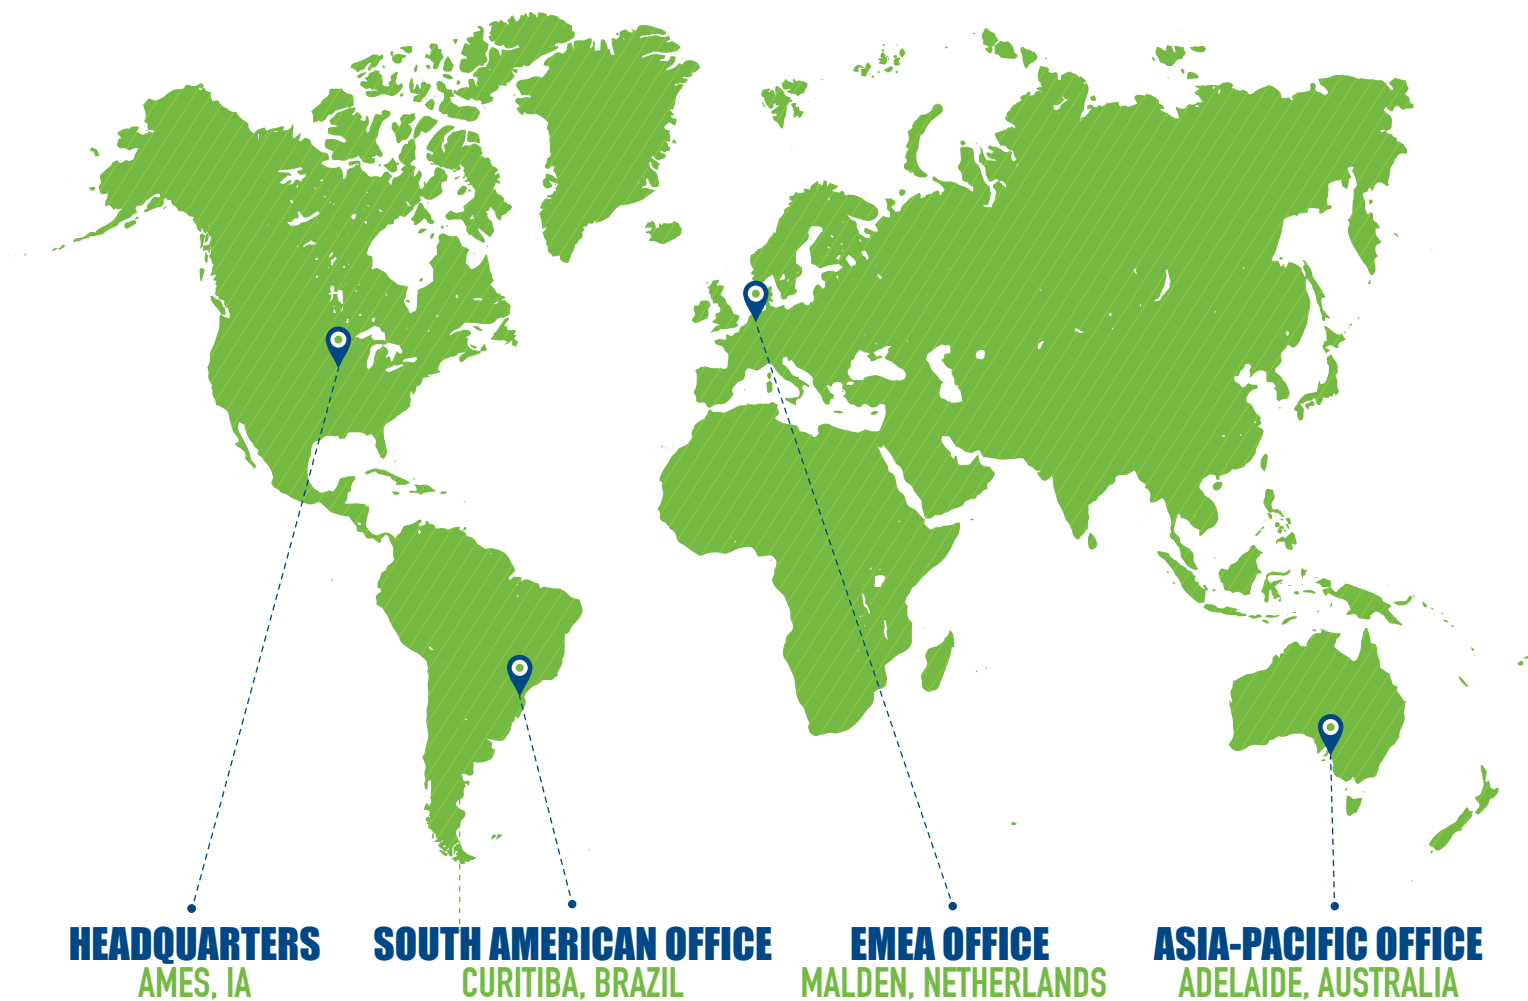 HEADQUARTERS
AMES, IA
SOUTH AMERICAN OFFICE
CURITIBA, BRAZIL
EMEA OFFICE
MALDEN, NETHERLANDS
ASIA-PACIFIC OFFICE
ADELAIDE, AUSTRALIA